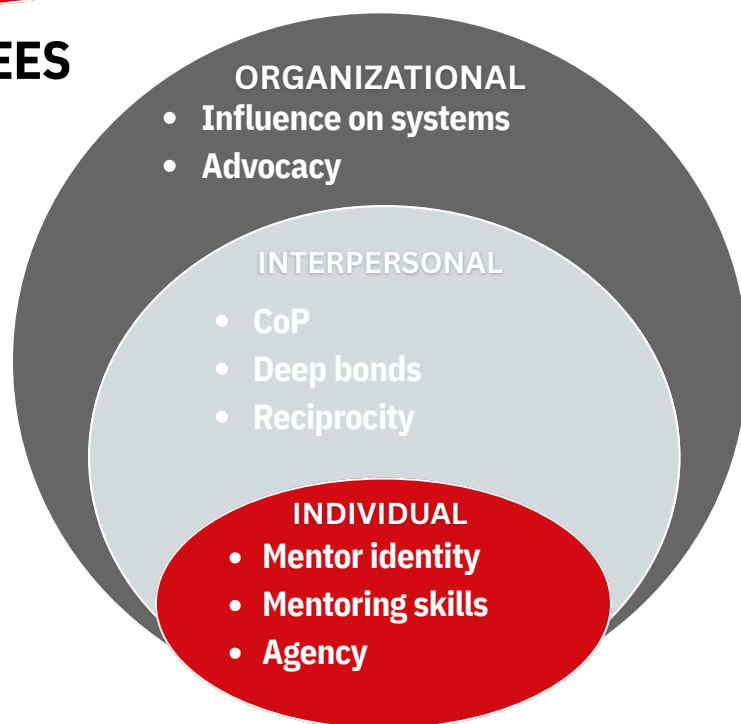 EES
ORGANIZATIONAL
• Influence on systems
• Advocacy
INTERPERSONAL
• CoP
• Deep bonds
• Reciprocity
INDIVIDUAL
• Mentor identity
• Mentoring skills
• Agency